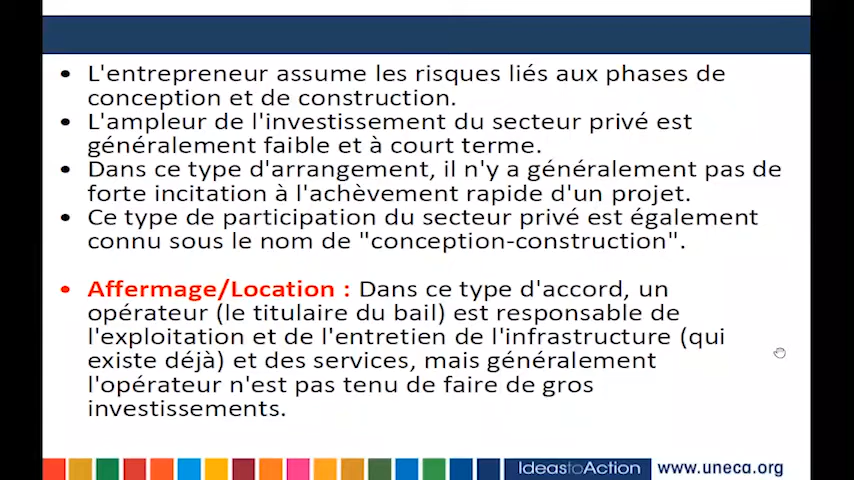 • L'entrepreneur assume les risques liés aux phases de
conception et de construction.
• L'ampleur de l'investissement du secteur privé est
généralement faible et à court terme.
• Dans ce type d'arrangement, il n'y a généralement pas de
forte incitation à l'achèvement rapide d'un projet.
• Ce type de participation du secteur privé est également
connu sous le nom de "conception-construction".
• Affermage/Location : Dans ce type d'accord, un
opérateur (le titulaire du bail) est responsable de
l'exploitation et de l'entretien de l'infrastructure (qui
existe déjà) et des services, mais généralement
l'opérateur n'est pas tenu de faire de gros
investissements.
IdeastoAction www.uneca.org